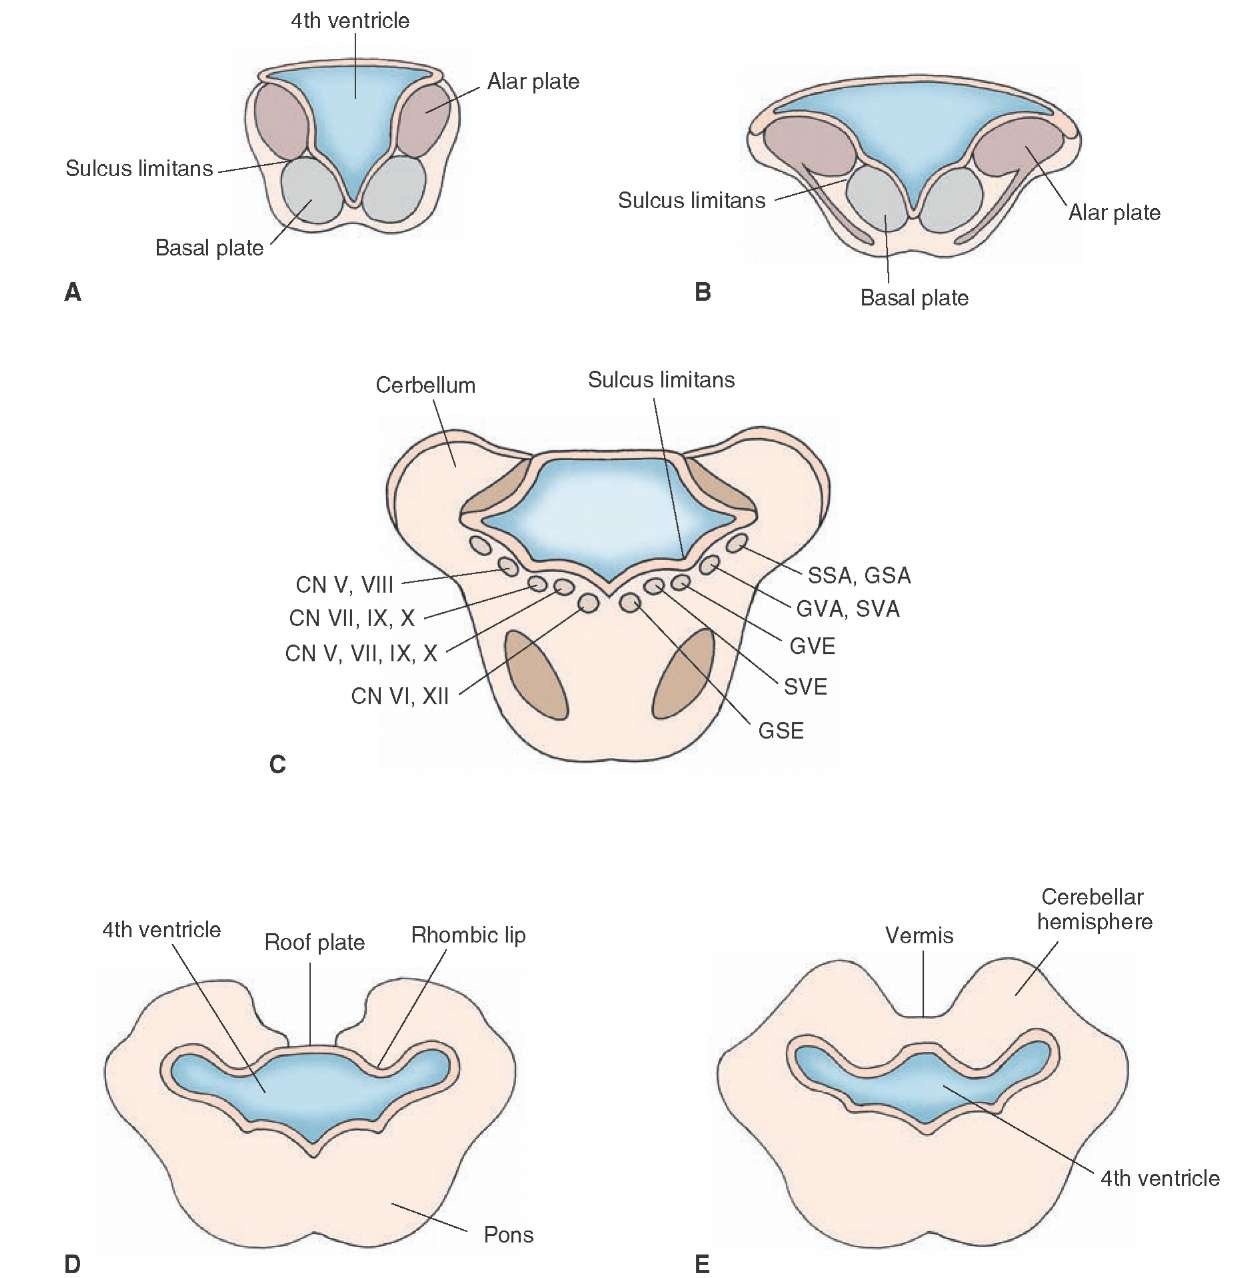 4th ventricle
Alar plate
Sulcus limitans
Basal plate
A
Sulcus limitans
Alar plate
Basal plate
B
Cerbellum
Sulcus limitans
CN V, VIII
CN VII, IX, X
CN V, VII, IX, X
CN VI, XII
SSA, GSA
GVA, SVA
GVE
SVE
GSE
C
4th ventricle
Roof plate
Rhombic lip
Pons
D
Vermis
Cerebellar
hemisphere
4th ventricle
E